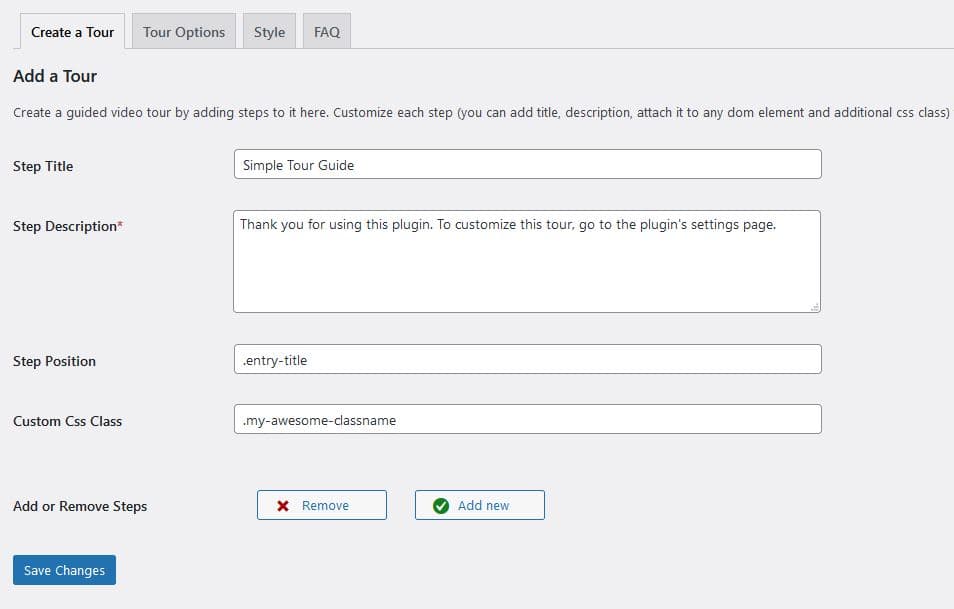 Create a Tour Tour Options Style FAQ
Add a Tour
Create a guided video tour by adding steps to it here. Customize each step (you can add title, description, attach it to any dom element and additional css class)
Step Title Simple Tour Guide
Step Description* Thank you for using this plugin. To customize this tour, go to the plugin's settings page.
Step Position .entry-title
Custom Css Class .my-awesome-classname
Add or Remove Steps Remove Add new
Save Changes